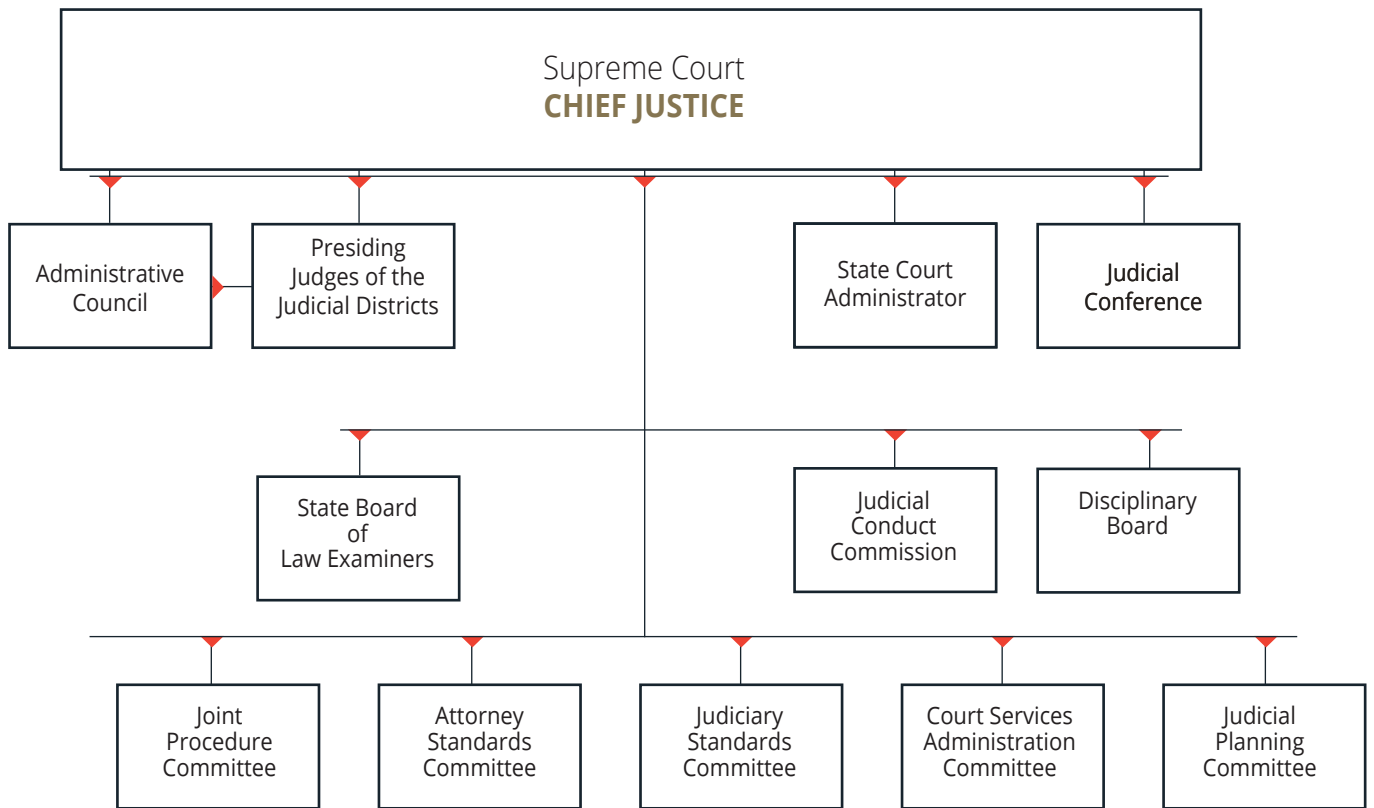 Supreme Court
CHIEF JUSTICE
Administrative
Council
Presiding
Judges of the
Judicial Districts
State Court
Administrator
Judicial
Conference
State Board
of
Law Examiners
Judicial
Conduct
Commission
Disciplinary
Board
Joint
Procedure
Committee
Attorney
Standards
Committee
Judiciary
Standards
Committee
Court Services
Administration
Committee
Judicial
Planning
Committee